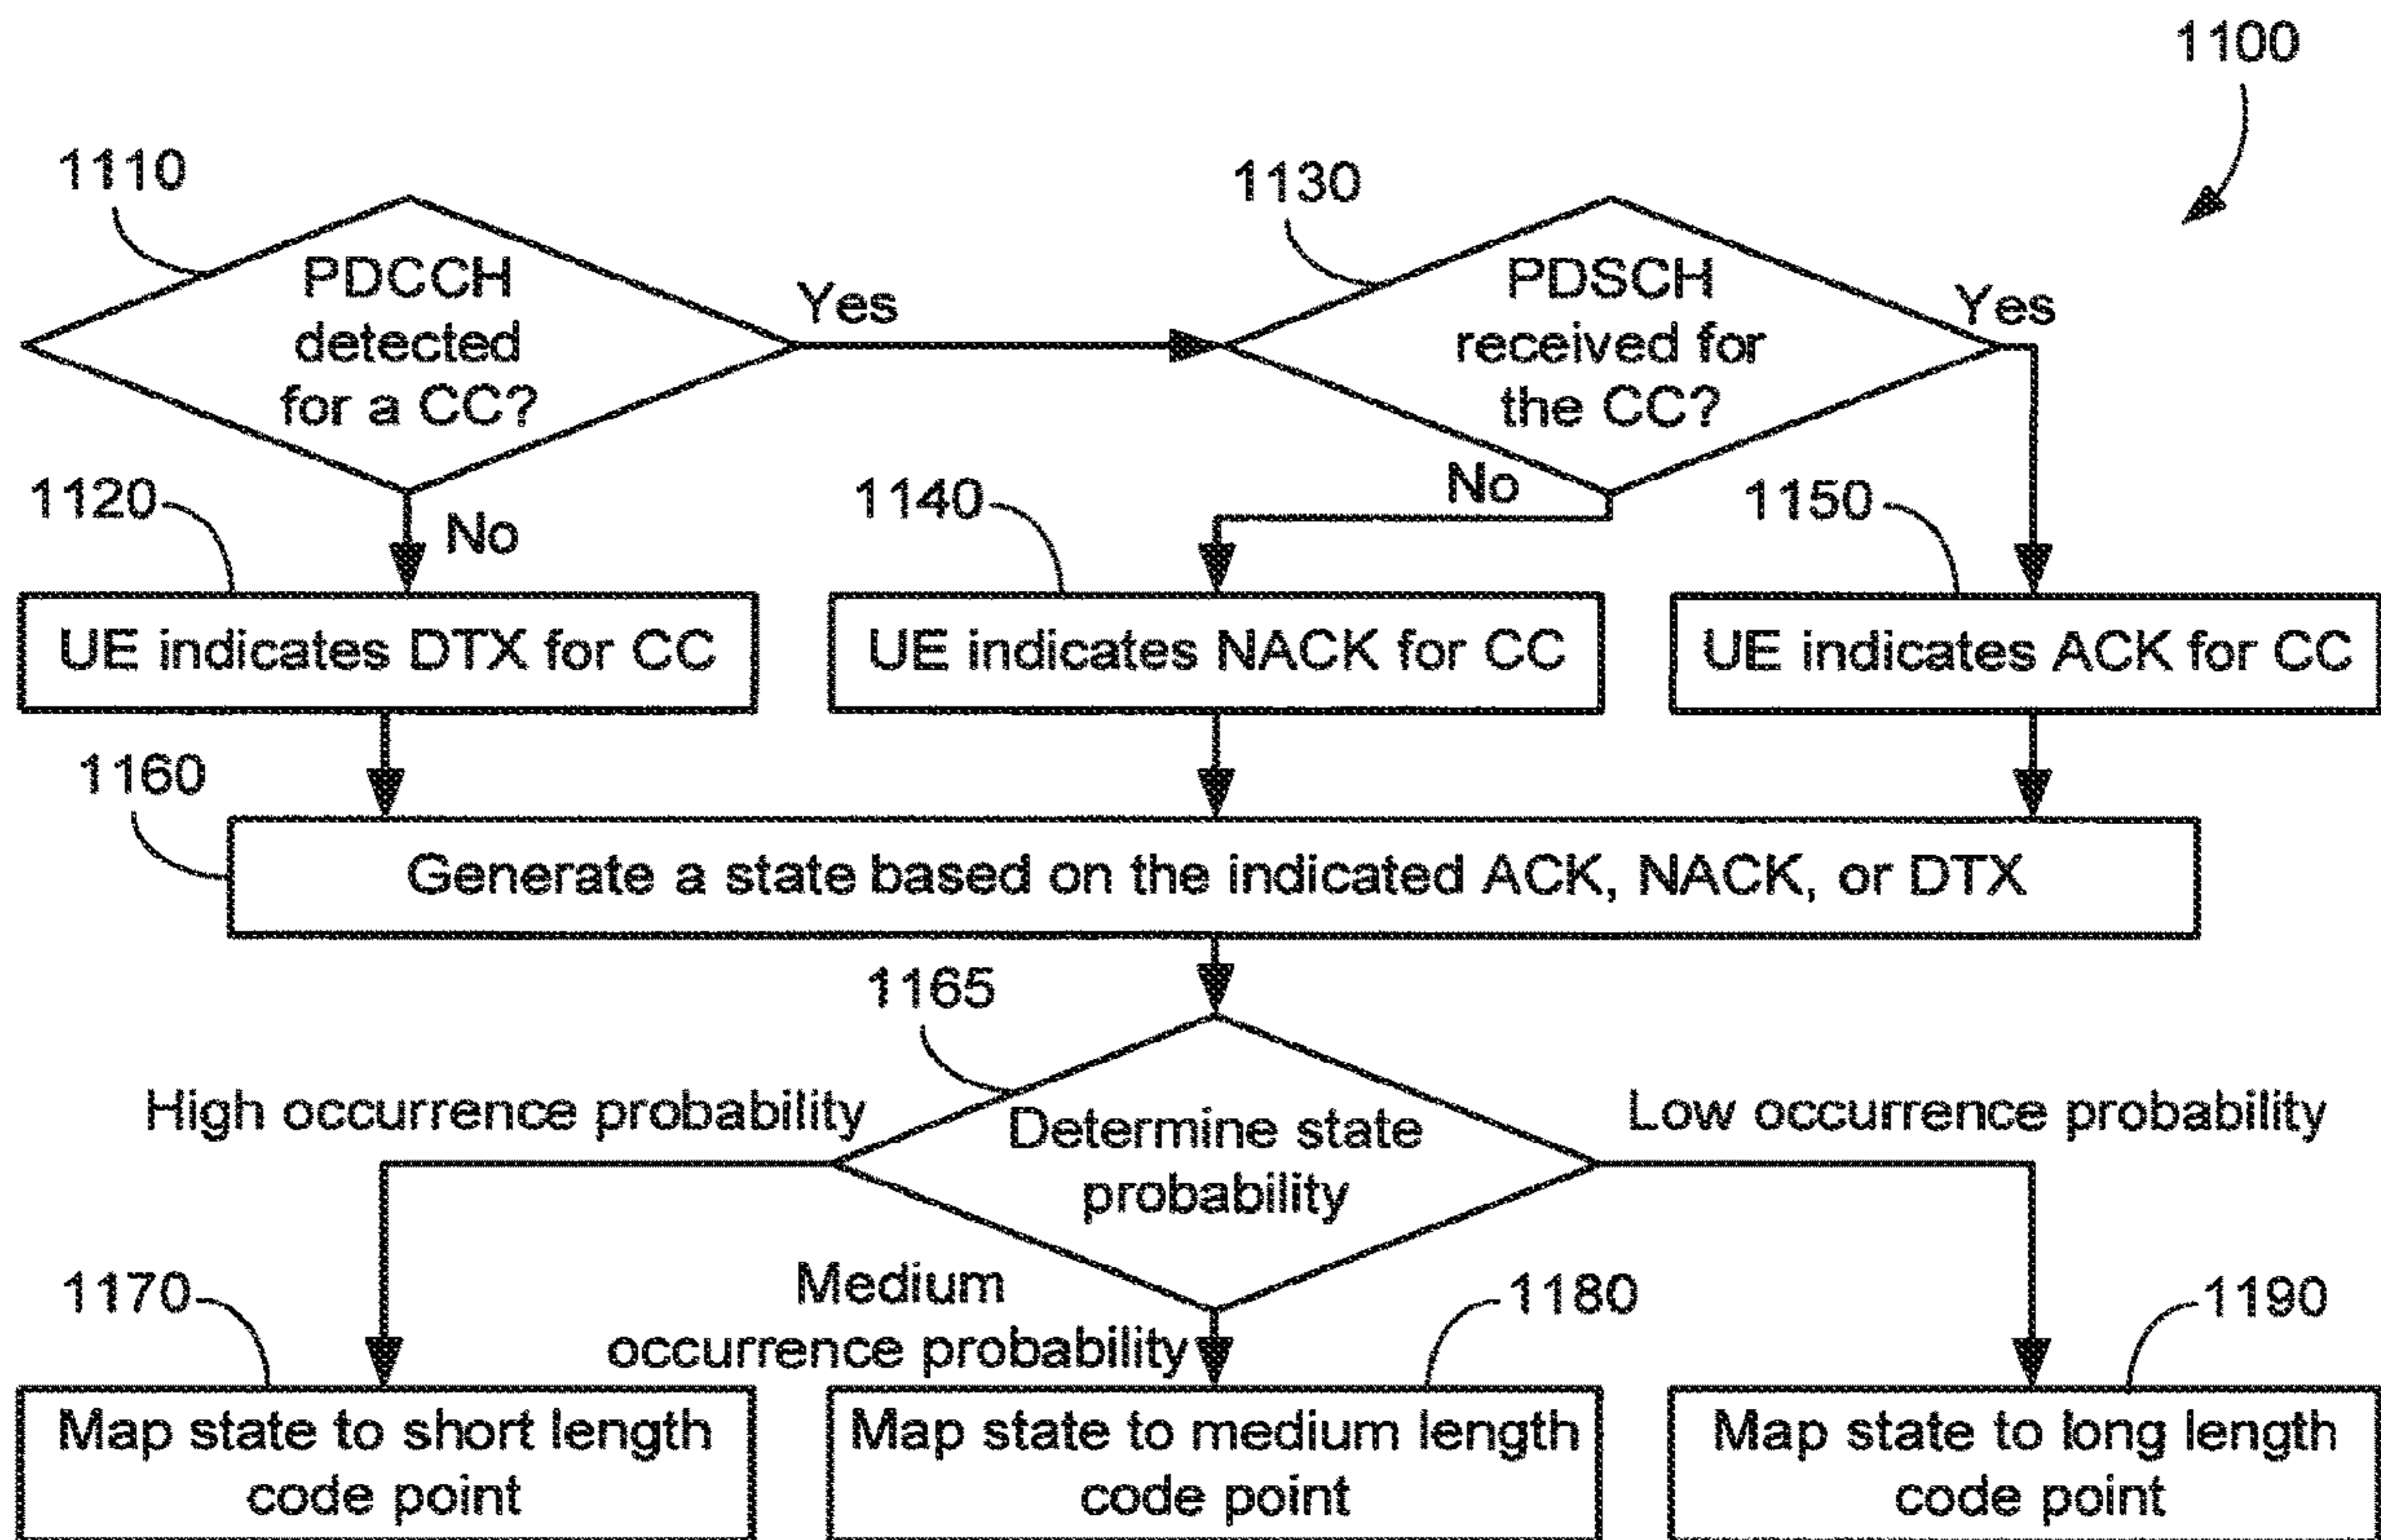 1100
1110
1130
PDCCH
detected
for a CC?
Yes
PDSCH
received for
the CC?
Yes
1120
No
1140
No
1150
UE indicates DTX for CC
UE indicates NACK for CC
UE indicates ACK for CC
1160
Generate a state based on the indicated ACK, NACK, or DTX
1165
High occurrence probability
Determine state
probability
Low occurrence probability
1170
Medium
occurrence probability
1180
1190
Map state to short length
code point
Map state to medium length
code point
Map state to long length
code point